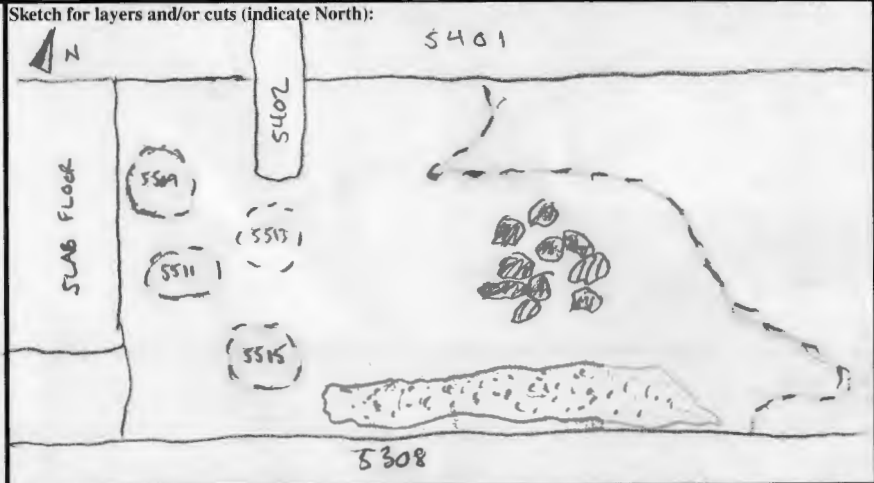 Sketch for layers and/or cuts (indicate North):
N
5401
5402
SLAB FLOOR
5509
5513
5511
5515
5308